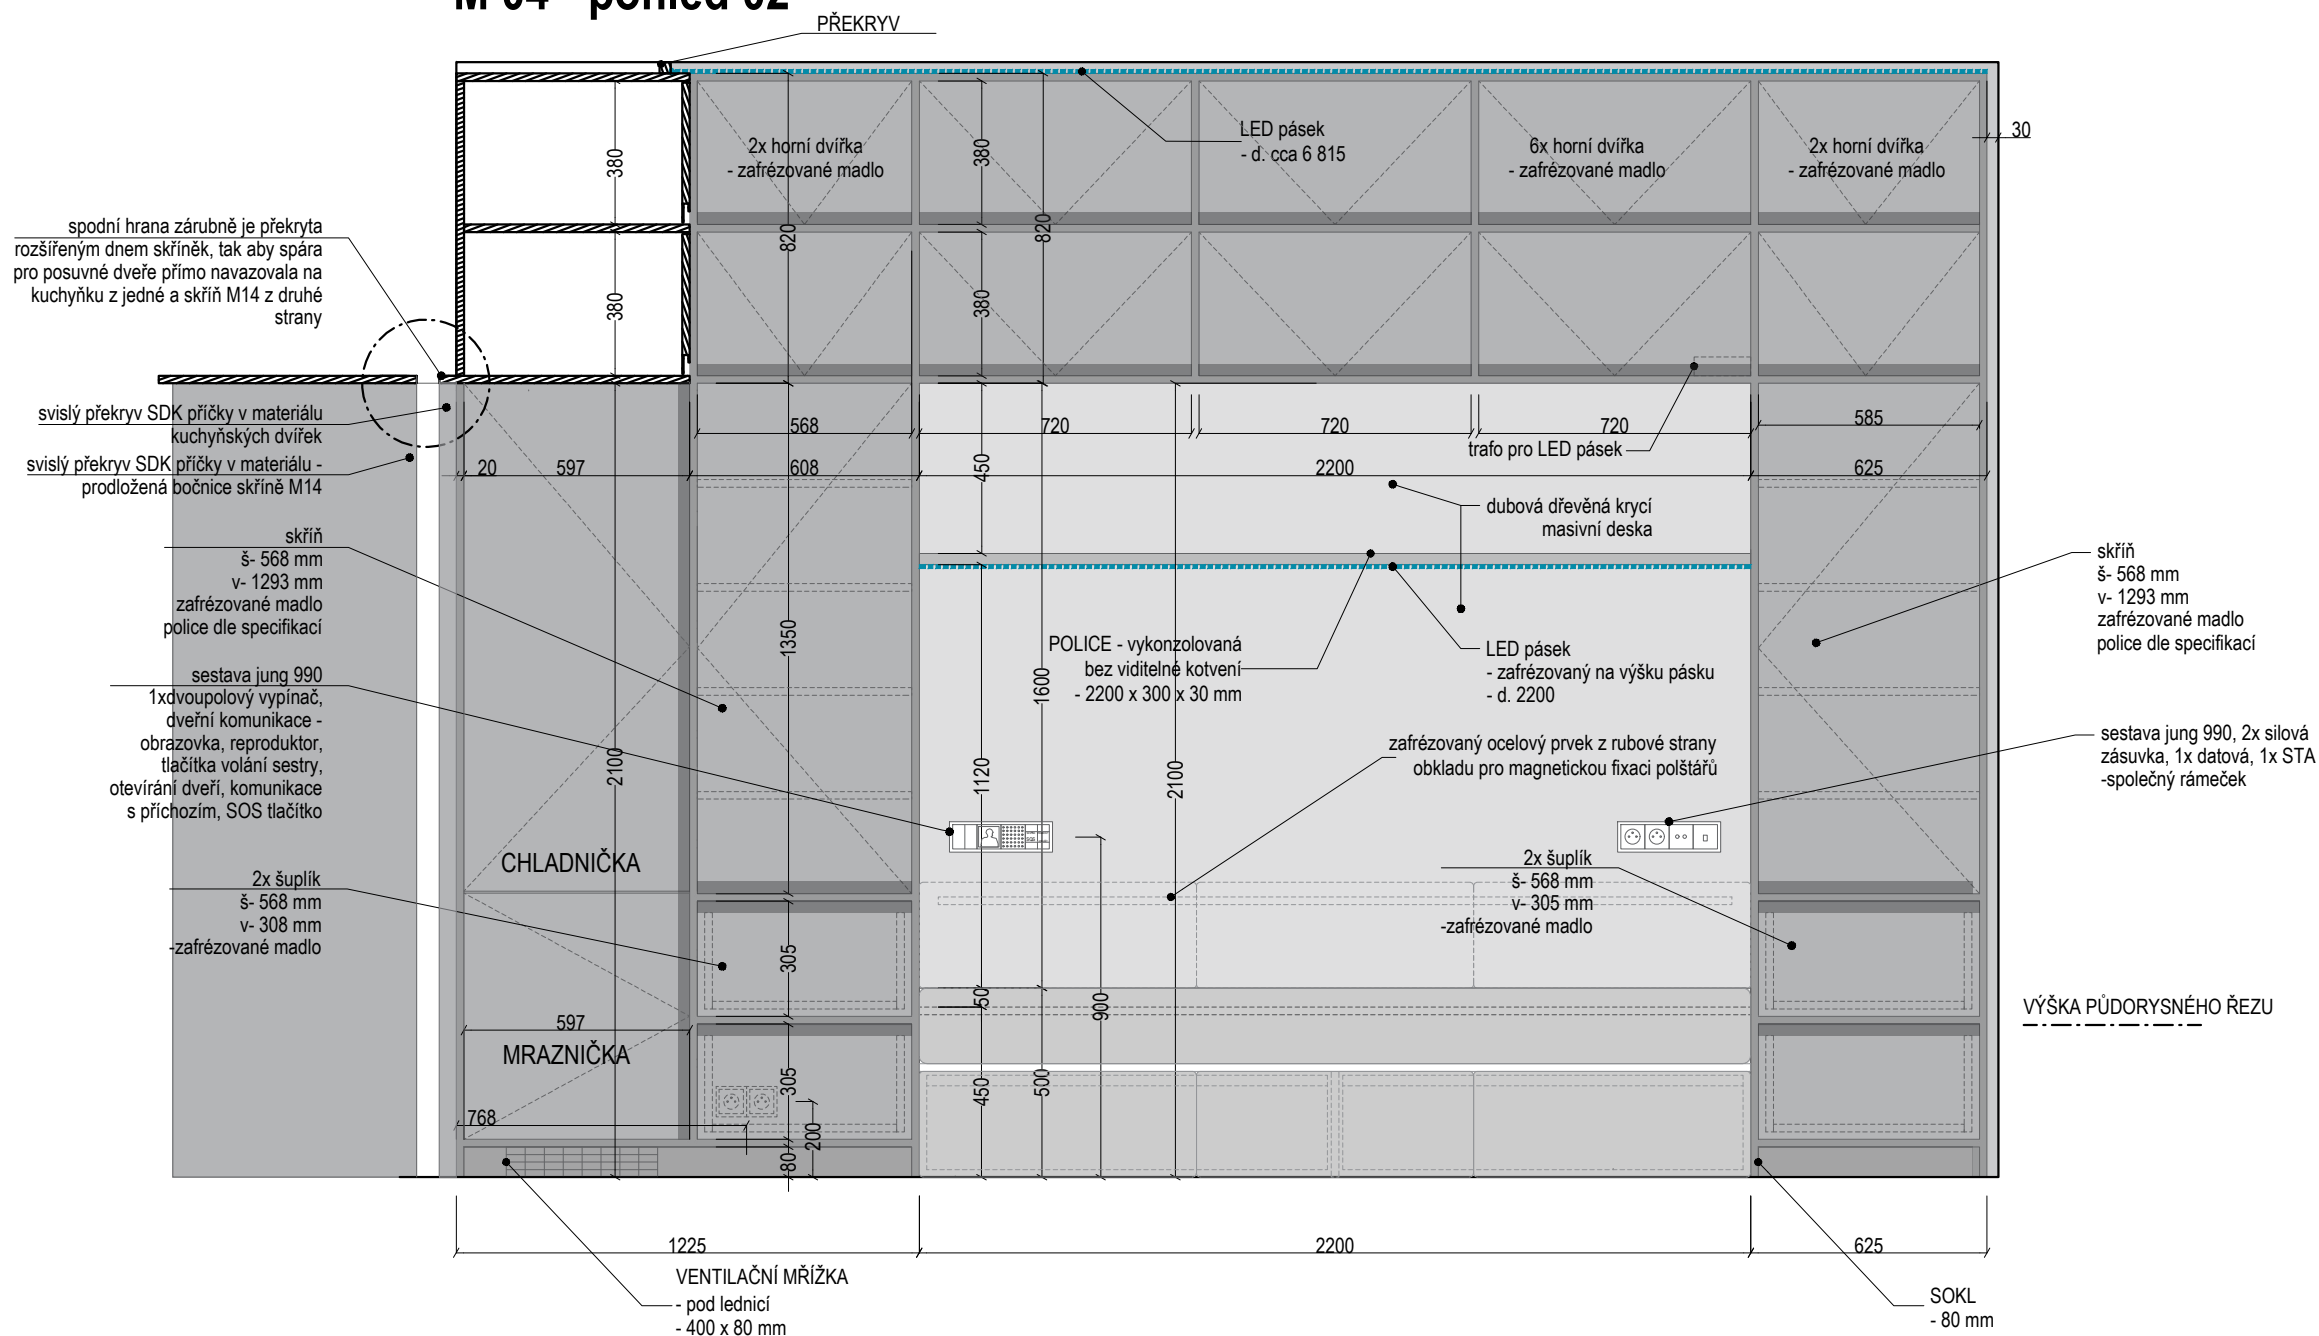 PŘEKRYV
30
LED pásek
- d. cca 6 815
2x horní dvířka
- zafrézované madlo
6x horní dvířka
- zafrézované madlo
2x horní dvířka
- zafrézované madlo
380
380
820
820
380
380
spodní hrana zárubně je překryta
rozšířeným dnem skříněk, tak aby spára
pro posuvné dveře přímo navazovala na
kuchyňku z jedné a skříň M14 z druhé
strany
svislý překryv SDK příčky v materiálu
kuchyňských dvířek
svislý překryv SDK příčky v materiálu -
prodložená bočnice skříně M14
568
720
720
720
585
trafo pro LED pásek
20
597
608
450
2200
625
dubová dřevěná krycí
masivní deska
skříň
š- 568 mm
v- 1293 mm
zafrézované madlo
police dle specifikací
skříň
š- 568 mm
v- 1293 mm
zafrézované madlo
police dle specifikací
1350
POLICE - vykonzolovaná
bez viditelné kotvení
- 2200 x 300 x 30 mm
LED pásek
- zafrézovaný na výšku pásku
- d. 2200
1600
sestava jung 990
1xdvoupolový vypínač,
dveřní komunikace -
obrazovka, reproduktor,
tlačítka volání sestry,
otevírání dveří, komunikace
s příchozím, SOS tlačítko
2100
1120
2100
zafrézovaný ocelový prvek z rubové strany
obkladu pro magnetickou fixaci polštářů
sestava jung 990, 2x silová
zásuvka, 1x datová, 1x STA
-společný rámeček
CHLADNIČKA
2x šuplík
š- 568 mm
v- 308 mm
-zafrézované madlo
2x šuplík
š- 568 mm
v- 305 mm
-zafrézované madlo
305
50
900
VÝŠKA PŮDORYSNÉHO ŘEZU
597
MRAZNIČKA
305
450
500
768
200
80
1225
2200
625
VENTILAČNÍ MŘÍŽKA
- pod lednicí
- 400 x 80 mm
SOKL
- 80 mm